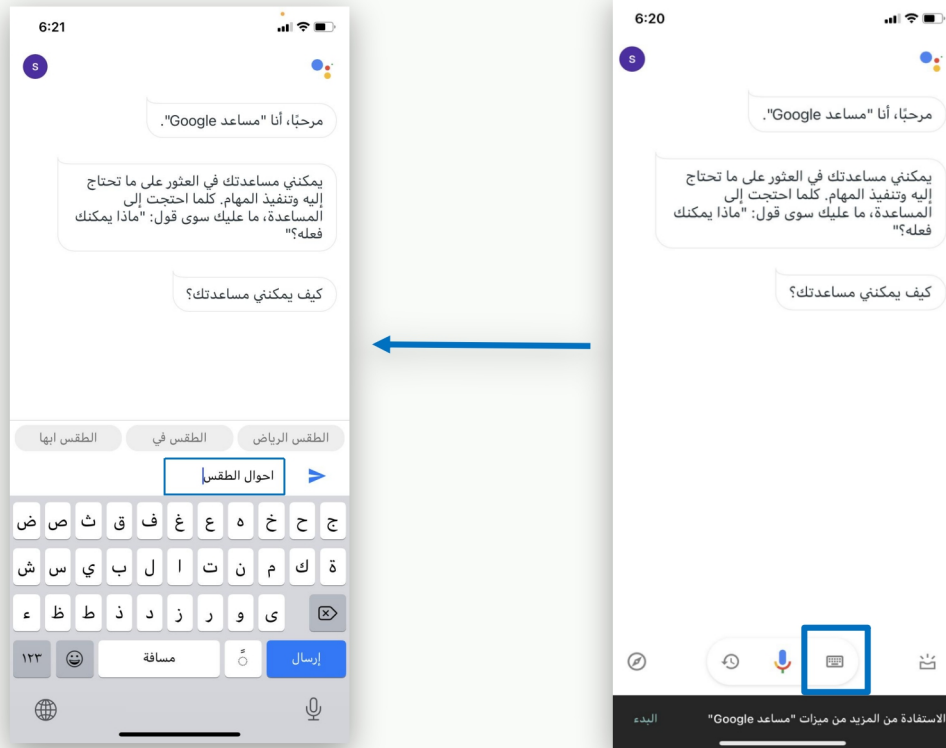 6:20
S
مرحبًا، أنا "مساعد Google".
يمكنني مساعدتك في العثور على ما تحتاج
إليه وتنفيذ المهام. كلما احتجت إلى
المساعدة، ما عليك سوى قول: "ماذا يمكنك
فعله؟"
كيف يمكنني مساعدتك؟
الاستفادة من المزيد من ميزات "مساعد Google" البدء
6:21
S
مرحبًا، أنا "مساعد Google".
يمكنني مساعدتك في العثور على ما تحتاج
إليه وتنفيذ المهام. كلما احتجت إلى
المساعدة، ما عليك سوى قول: "ماذا يمكنك
فعله؟"
كيف يمكنني مساعدتك؟
الطقس الرياض الطقس في الطقس ابها
احوال الطقس
ج ح خ ه ع غ ف ق ث ص ض
ة ك م ن ت ا ل ب ي س ش
ى و ر ز د ذ ط ظ ء
إرسال مسافة ١٢٣